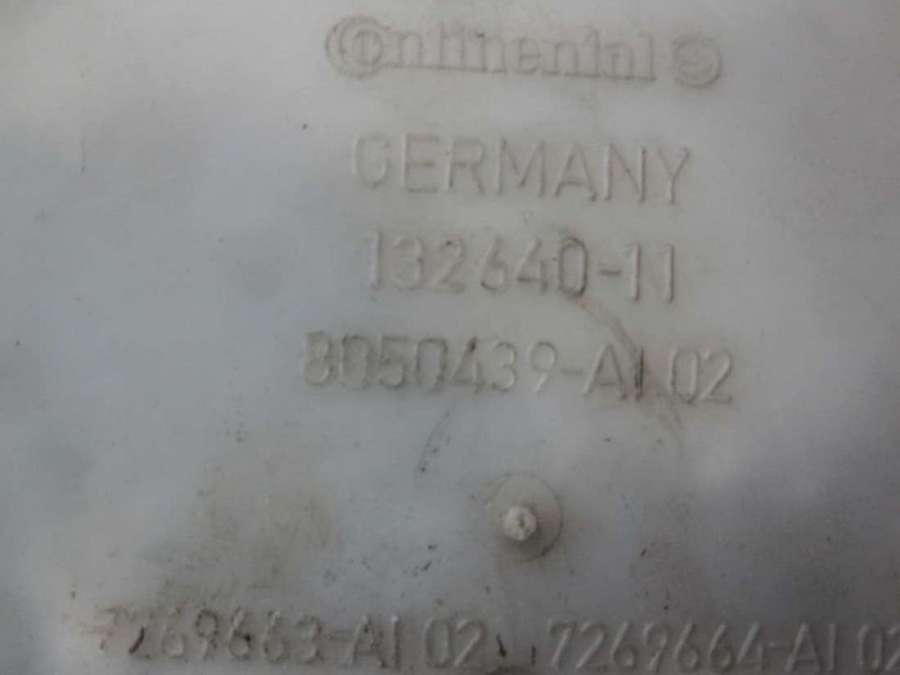 Continental
GERMANY
132640-11
8050439-AI 02
7269663-AI 02 7269664-AI 02